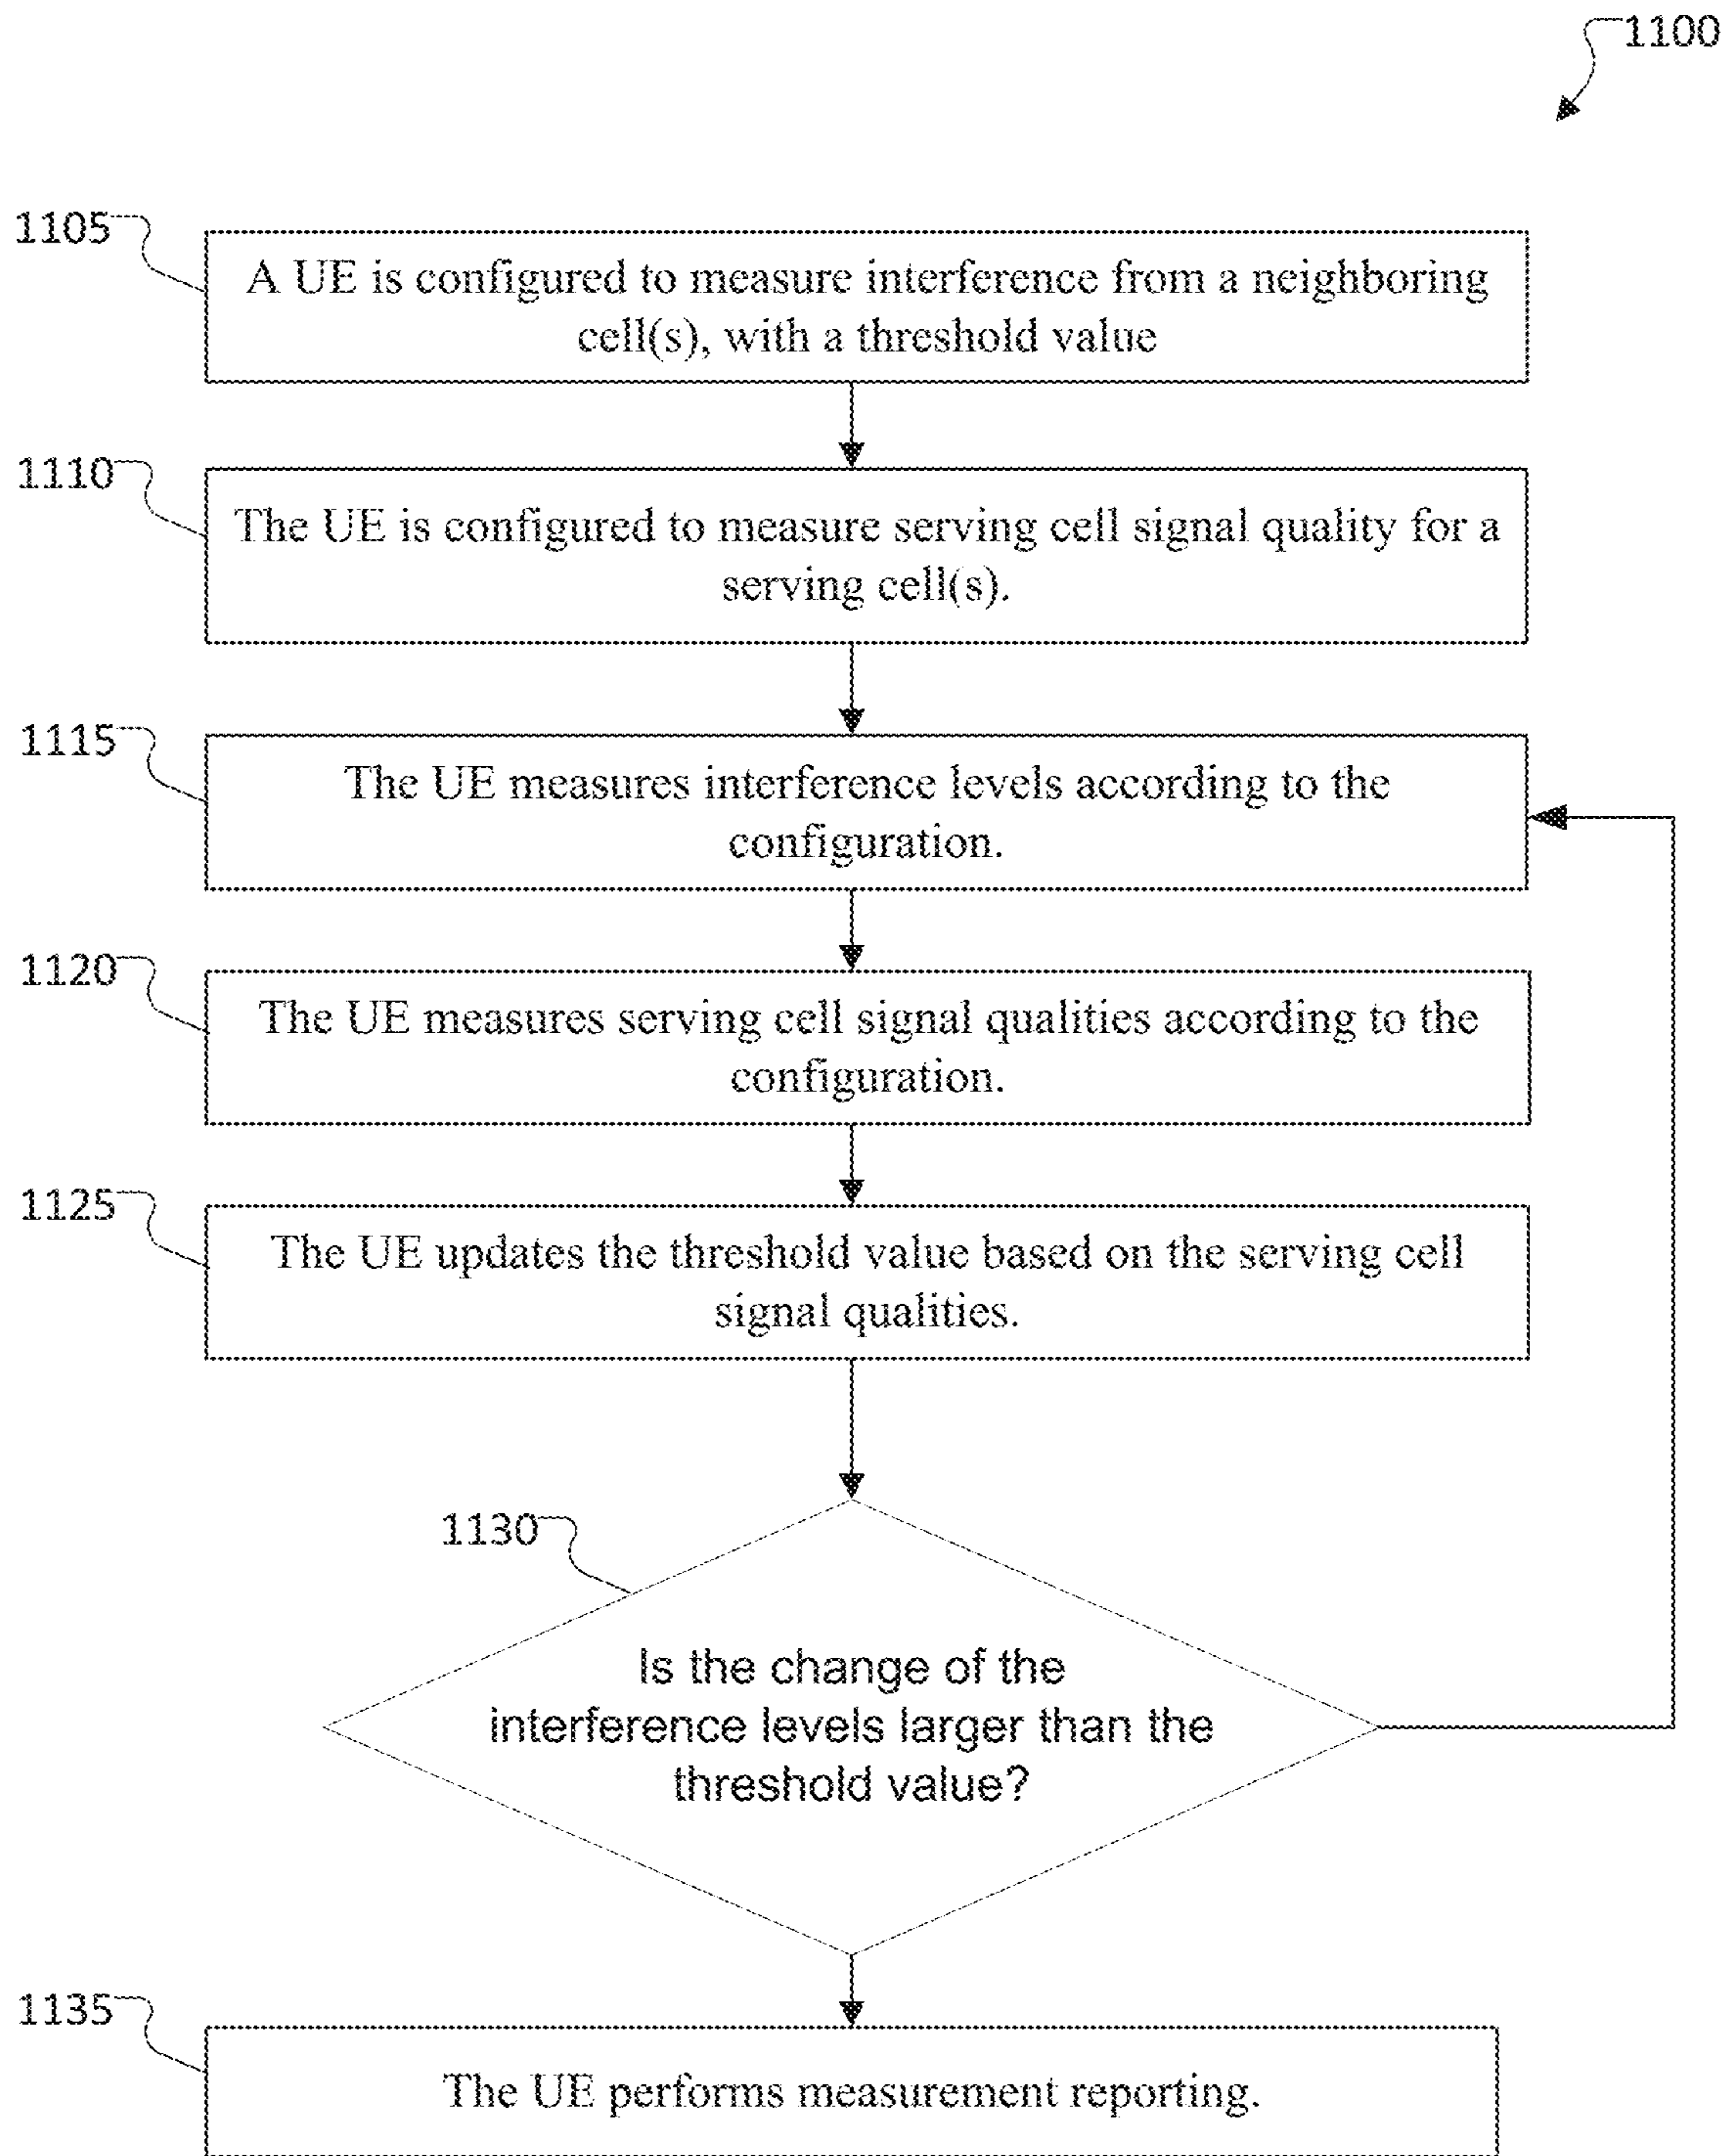 1100
1105
A UE is configured to measure interference from a neighboring
cell(s), with a threshold value
1110
The UE is configured to measure serving cell signal quality for a
serving cell(s).
1115
The UE measures interference levels according to the
configuration.
1120
The UE measures serving cell signal qualities according to the
configuration.
1125
The UE updates the threshold value based on the serving cell
signal qualities.
1130
Is the change of the
interference levels larger than the
threshold value?
1135
The UE performs measurement reporting.